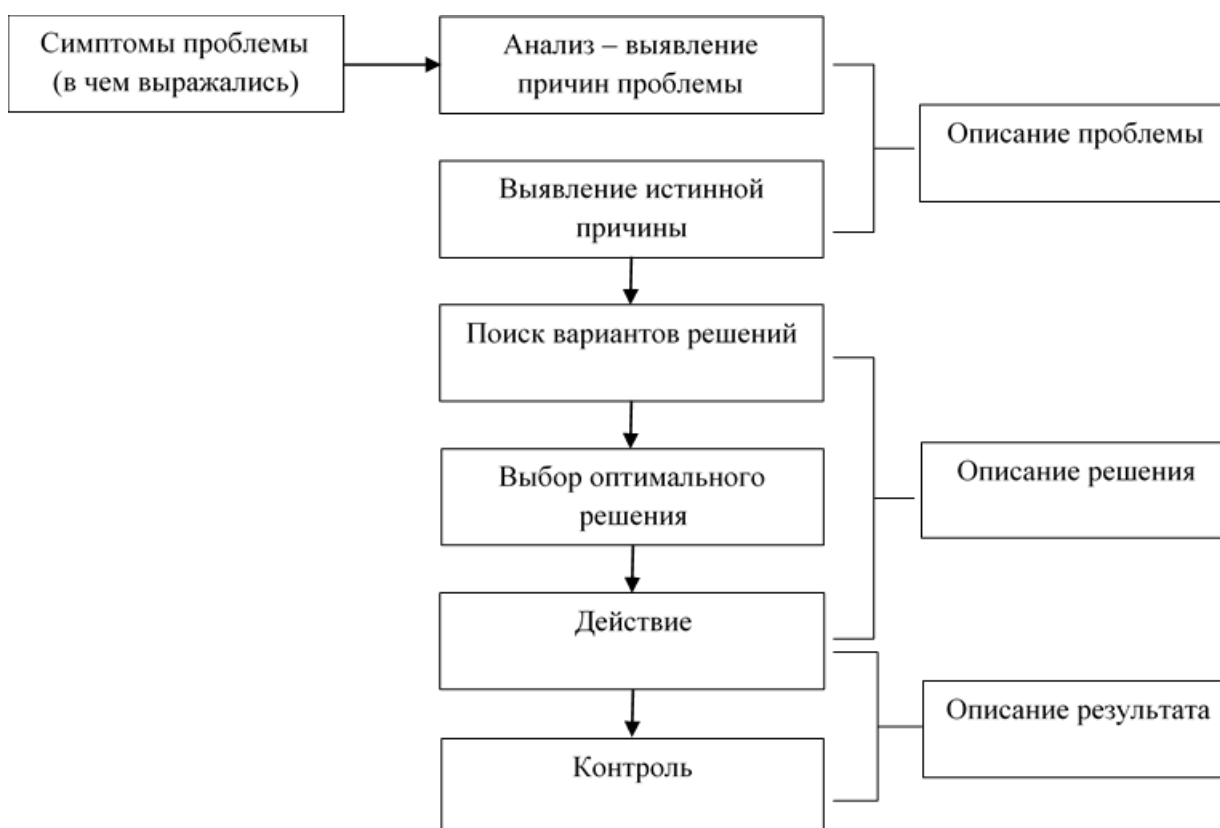 Симптомы проблемы
(в чем выражались)
Анализ – выявление
причин проблемы
Описание проблемы
Выявление истинной
причины
Поиск вариантов решений
Выбор оптимального
решения
Описание решения
Действие
Описание результата
Контроль